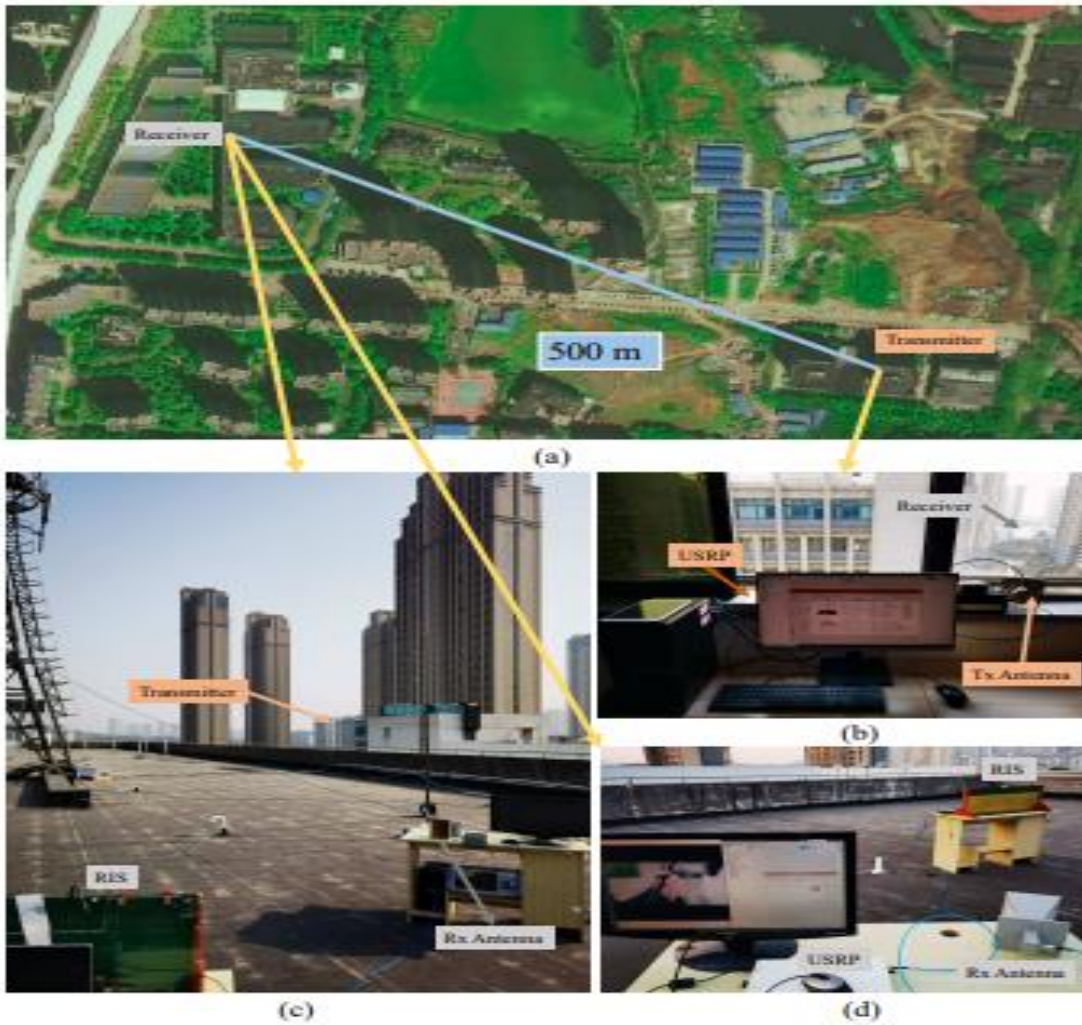 Receiver
Transmitter
500 m
(a)
Receiver
USRP
Tx Antenna
(b)
Transmitter
RIS
Rx Antenna
(c)
RIS
USRP
Rx Antenna
(d)